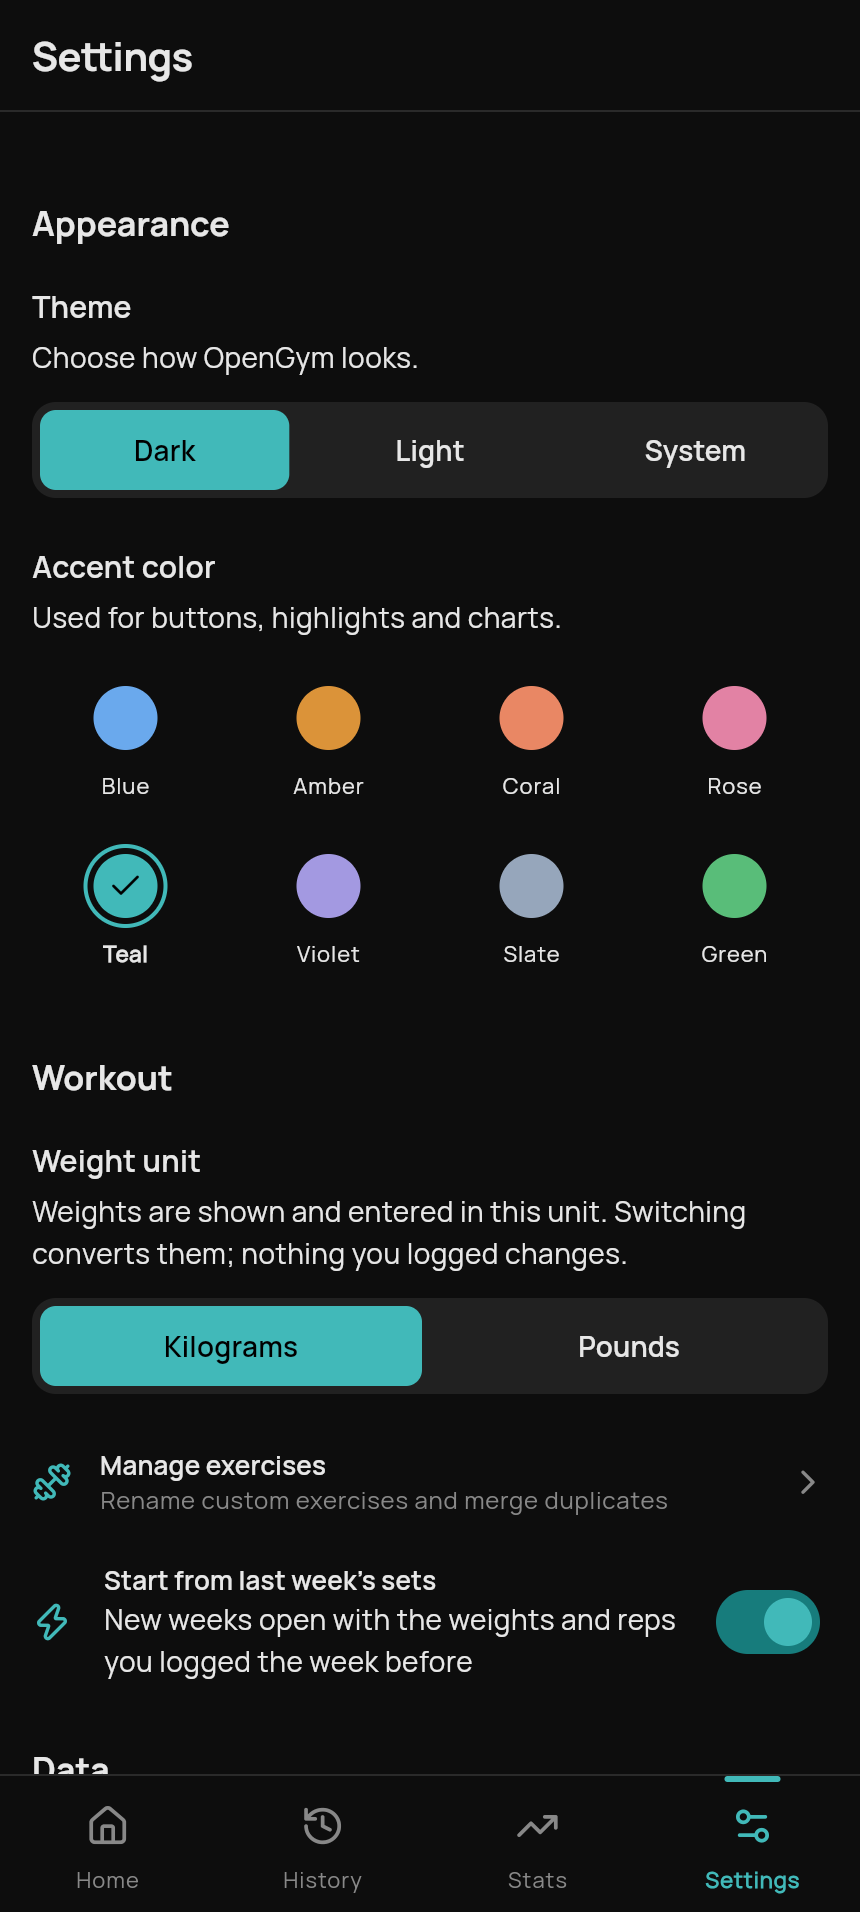 Settings
Appearance
Theme
Choose how OpenGym looks.
Dark
Light
System
Accent color
Used for buttons, highlights and charts.
Blue
Amber
Coral
Rose
Teal
Violet
Slate
Green
Workout
Weight unit
Weights are shown and entered in this unit. Switching
converts them; nothing you logged changes.
Kilograms
Pounds
Manage exercises
Rename custom exercises and merge duplicates
Start from last week's sets
New weeks open with the weights and reps
you logged the week before
Data
Home
History
Stats
Settings